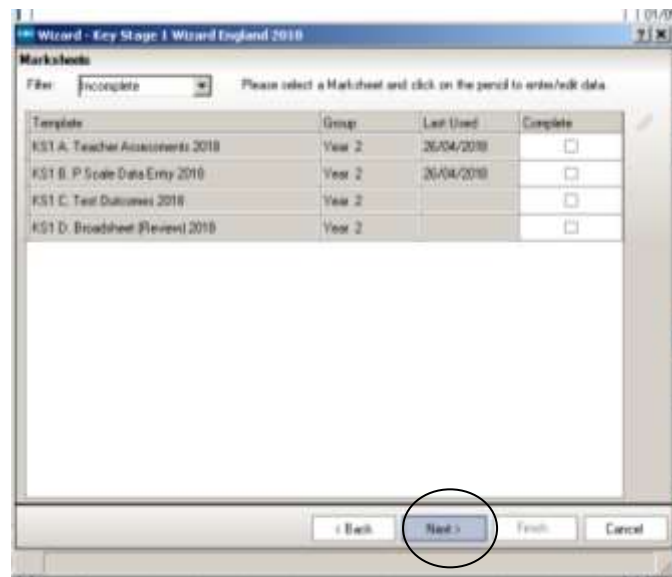 Wizard - Key Stage 1 Wizard England 2018
Marksheets
Filter Incomplete Please select a Marksheet and click on the pencil to enter/edit data.
Template Group Last Used Complete
KS1 A. Teacher Assessments 2018 Year 2 26/04/2018
KS1 B. P Scale Data Entry 2018 Year 2 26/04/2018
KS1 C. Test Outcomes 2018 Year 2
KS1 D. Broadsheet (Review) 2018 Year 2
< Back Next > Finish Cancel